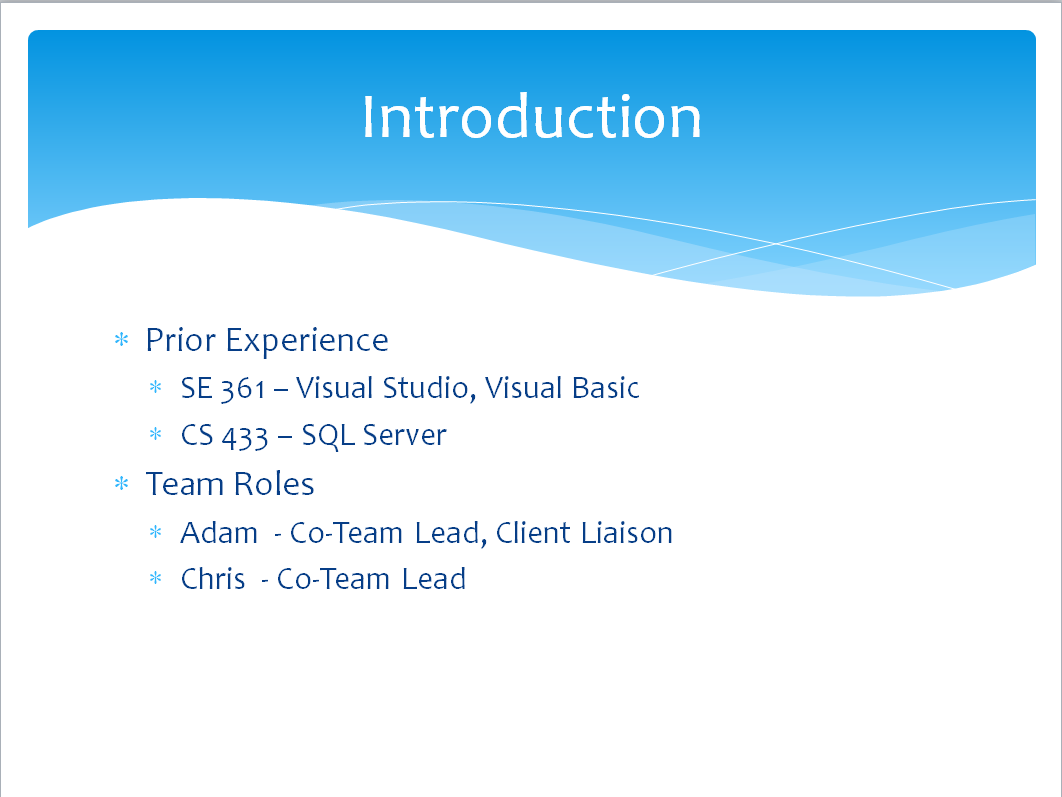 Introduction
* Prior Experience
* SE 361 – Visual Studio, Visual Basic
* CS 433 – SQL Server
* Team Roles
* Adam  - Co-Team Lead, Client Liaison
* Chris  - Co-Team Lead